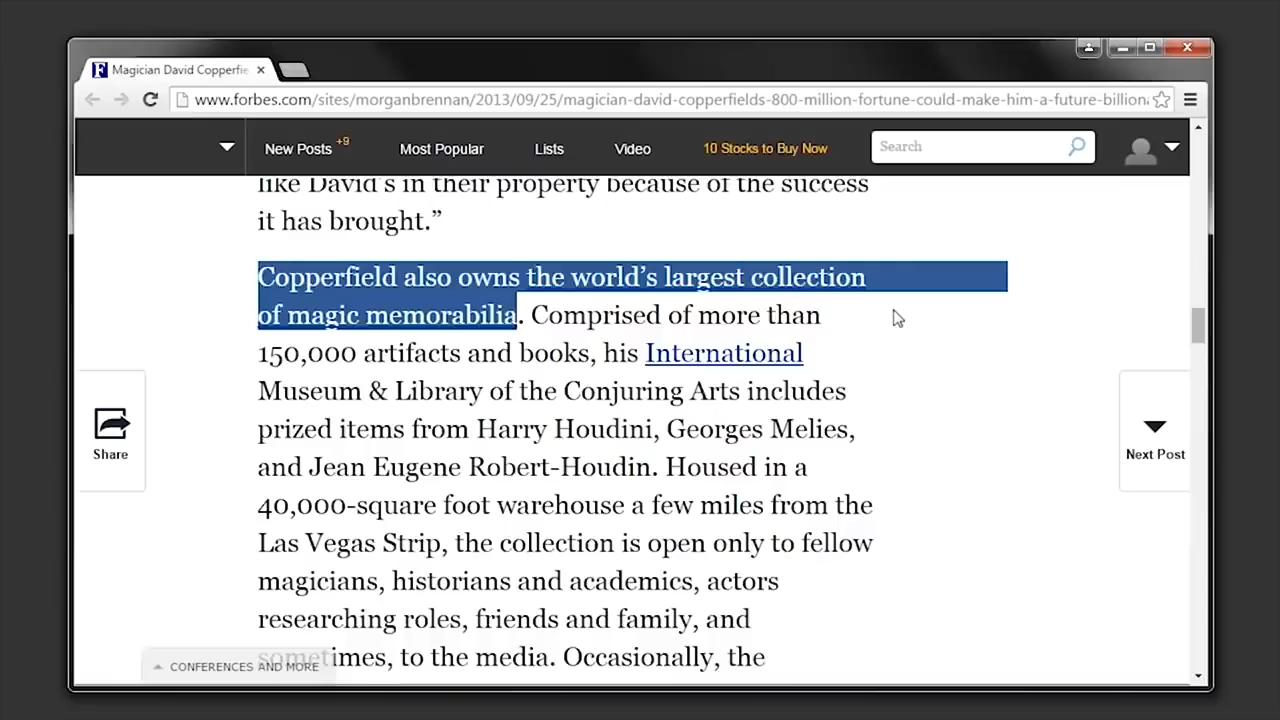 Magician David Copperfie
www.forbes.com/sites/morganbrennan/2013/09/25/magician-david-copperfields-800-million-fortune-could-make-him-a-future-billion
New Posts +9 Most Popular Lists Video 10 Stocks to Buy Now Search
like David's in their property because of the success
it has brought.”
Copperfield also owns the world’s largest collection
of magic memorabilia. Comprised of more than
150,000 artifacts and books, his International
Museum & Library of the Conjuring Arts includes
prized items from Harry Houdini, Georges Melies,
and Jean Eugene Robert-Houdin. Housed in a
40,000-square foot warehouse a few miles from the
Las Vegas Strip, the collection is open only to fellow
magicians, historians and academics, actors
researching roles, friends and family, and
sometimes, to the media. Occasionally, the
Share
Next Post
CONFERENCES AND MORE